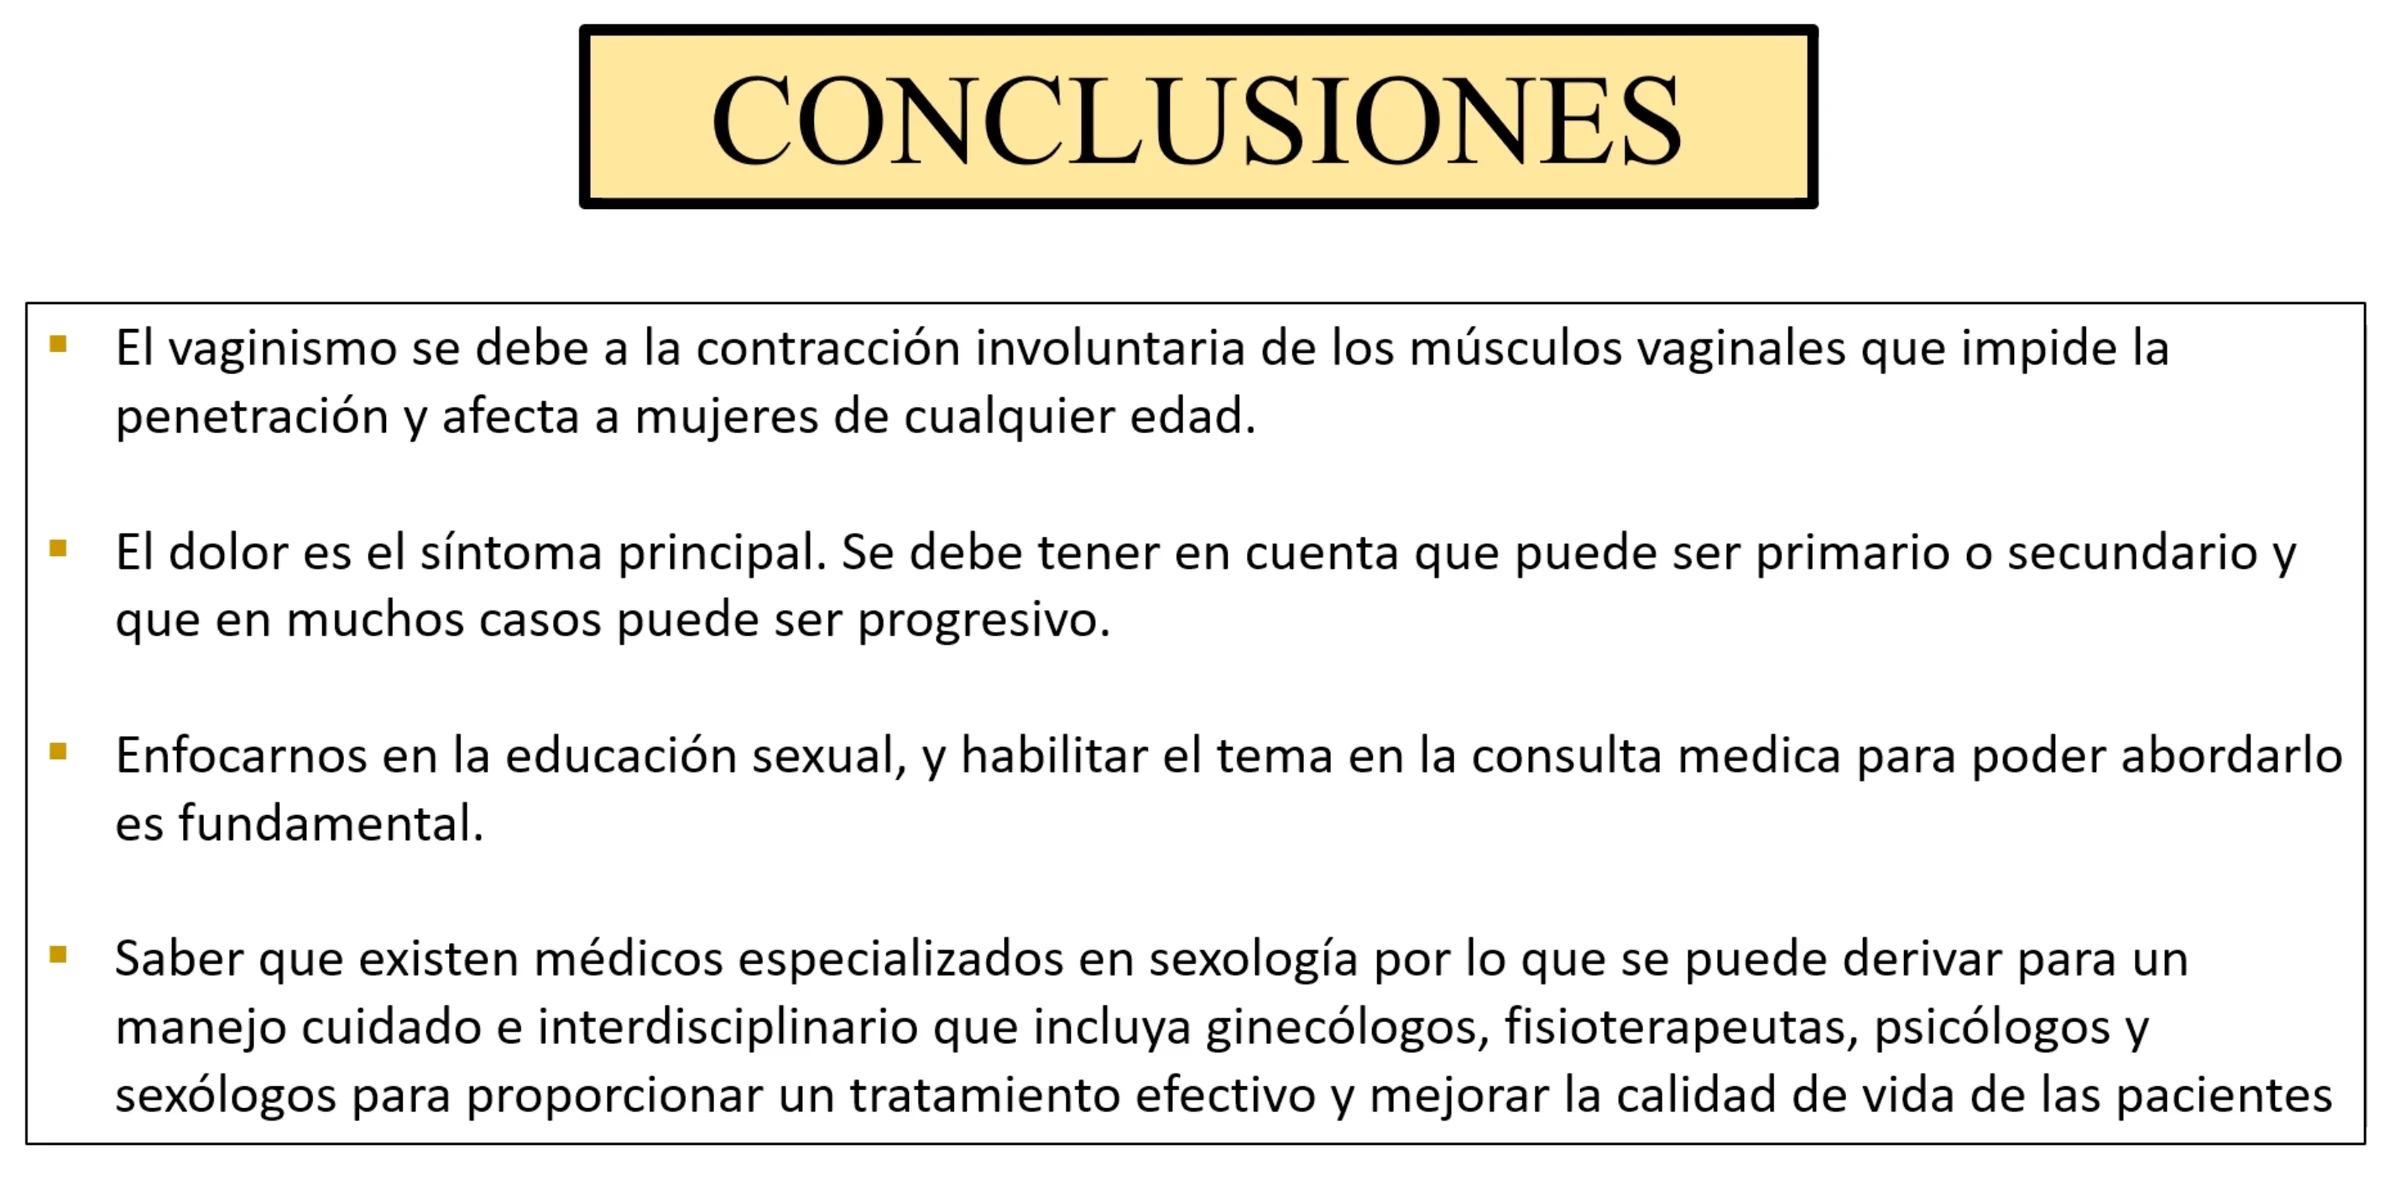 CONCLUSIONES
▪ El vaginismo se debe a la contracción involuntaria de los músculos vaginales que impide la
penetración y afecta a mujeres de cualquier edad.
▪ El dolor es el síntoma principal. Se debe tener en cuenta que puede ser primario o secundario y
que en muchos casos puede ser progresivo.
▪ Enfocarnos en la educación sexual, y habilitar el tema en la consulta medica para poder abordarlo
es fundamental.
▪ Saber que existen médicos especializados en sexología por lo que se puede derivar para un
manejo cuidado e interdisciplinario que incluya ginecólogos, fisioterapeutas, psicólogos y
sexólogos para proporcionar un tratamiento efectivo y mejorar la calidad de vida de las pacientes